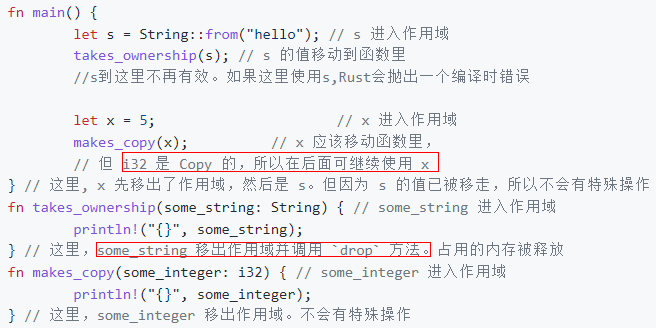 fn main() {
let s = String::from("hello"); // s 进入作用域
takes_ownership(s); // s 的值移动到函数里
//s到这里不再有效。如果这里使用s,Rust会抛出一个编译时错误
let x = 5; // x 进入作用域
makes_copy(x); // x 应该移动函数里，
// 但 i32 是 Copy 的，所以在后面可继续使用 x
} // 这里, x 先移出了作用域，然后是 s。但因为 s 的值已被移走，所以不会有特殊操作
fn takes_ownership(some_string: String) { // some_string 进入作用域
println!("{}", some_string);
} // 这里，some_string 移出作用域并调用 `drop` 方法。占用的内存被释放
fn makes_copy(some_integer: i32) { // some_integer 进入作用域
println!("{}", some_integer);
} // 这里，some_integer 移出作用域。不会有特殊操作